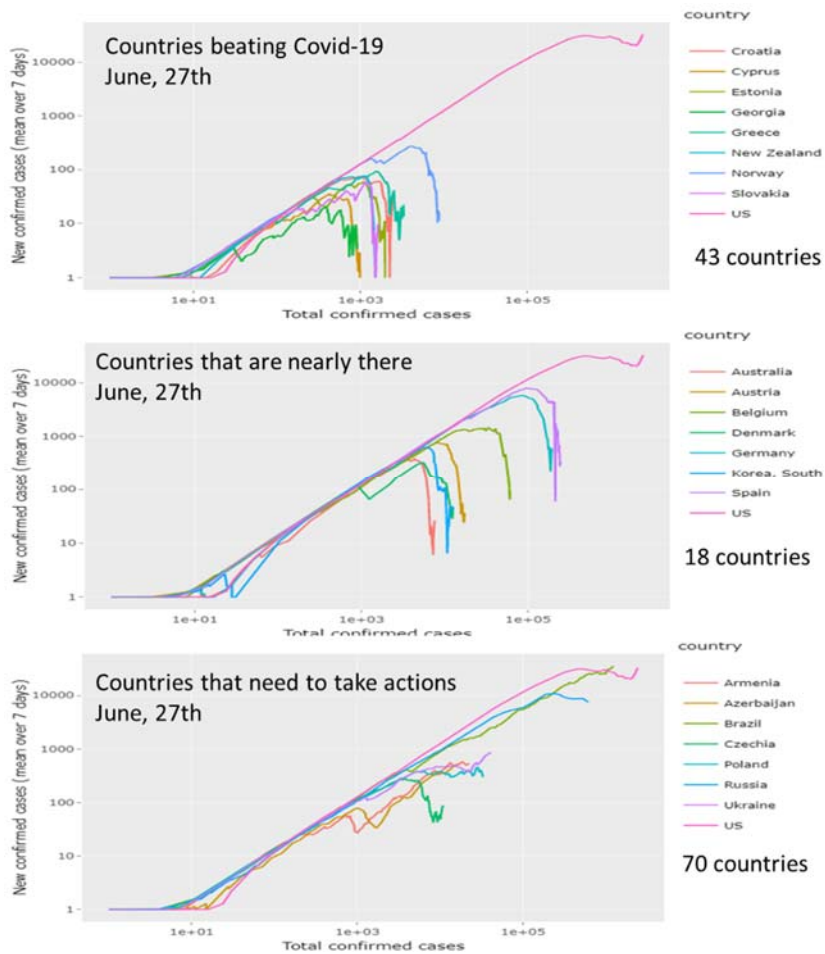 Countries beating Covid-19
June, 27th
New confirmed cases (mean over 7 days)
10000
1000
100
10
1
1e+01
1e+03
1e+05
Total confirmed cases
country
Croatia
Cyprus
Estonia
Georgia
Greece
New Zealand
Norway
Slovakia
US
43 countries
Countries that are nearly there
June, 27th
New confirmed cases (mean over 7 days)
10000
1000
100
10
1
1e+01
1e+03
1e+05
Total confirmed cases
country
Australia
Austria
Belgium
Denmark
Germany
Korea. South
Spain
US
18 countries
Countries that need to take actions
June, 27th
New confirmed cases (mean over 7 days)
10000
1000
100
10
1
1e+01
1e+03
1e+05
Total confirmed cases
country
Armenia
Azerbaijan
Brazil
Czechia
Poland
Russia
Ukraine
US
70 countries